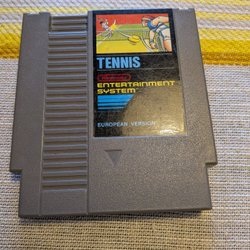 TENNIS
Nintendo
ENTERTAINMENT
SYSTEM
EUROPEAN VERSION